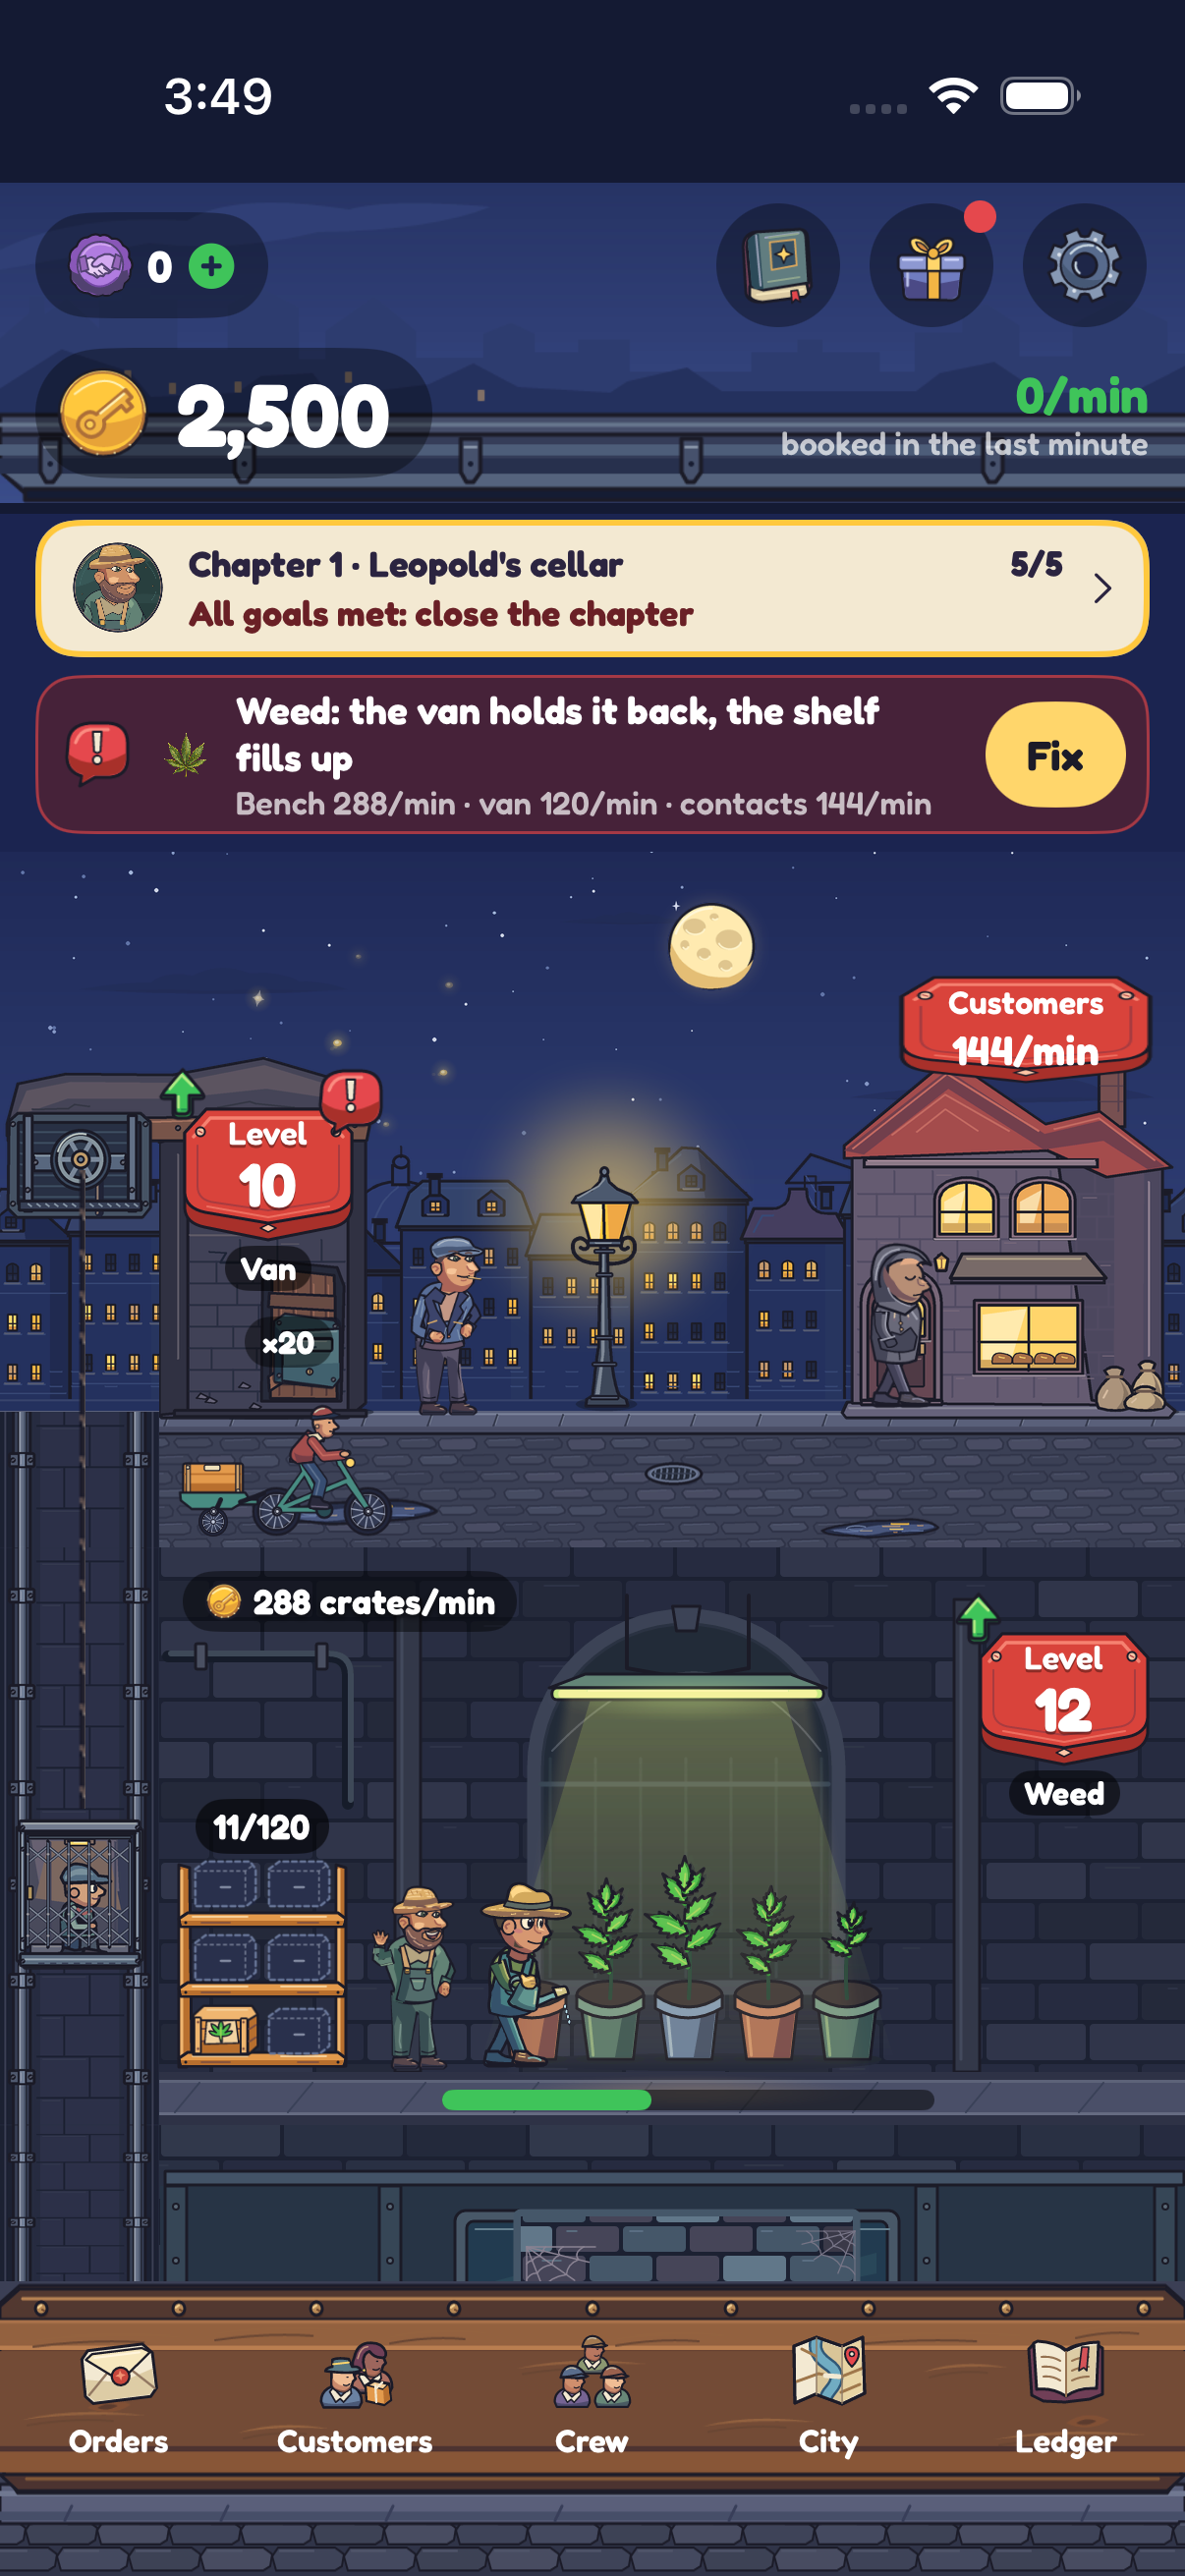 3:49
0
2,500
0/min
booked in the last minute
Chapter 1 · Leopold's cellar
5/5
All goals met: close the chapter
Weed: the van holds it back, the shelf
fills up
Bench 288/min · van 120/min · contacts 144/min
Fix
Customers
144/min
Level
10
Van
×20
288 crates/min
Level
12
Weed
11/120
Orders
Customers
Crew
City
Ledger